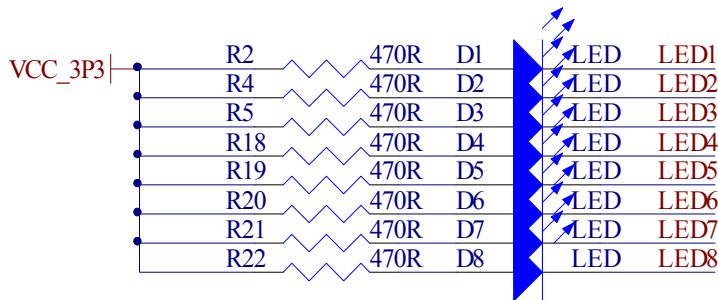 R2 470R D1 LED LED1
VCC_3P3
R4 470R D2 LED LED2
R5 470R D3 LED LED3
R18 470R D4 LED LED4
R19 470R D5 LED LED5
R20 470R D6 LED LED6
R21 470R D7 LED LED7
R22 470R D8 LED LED8